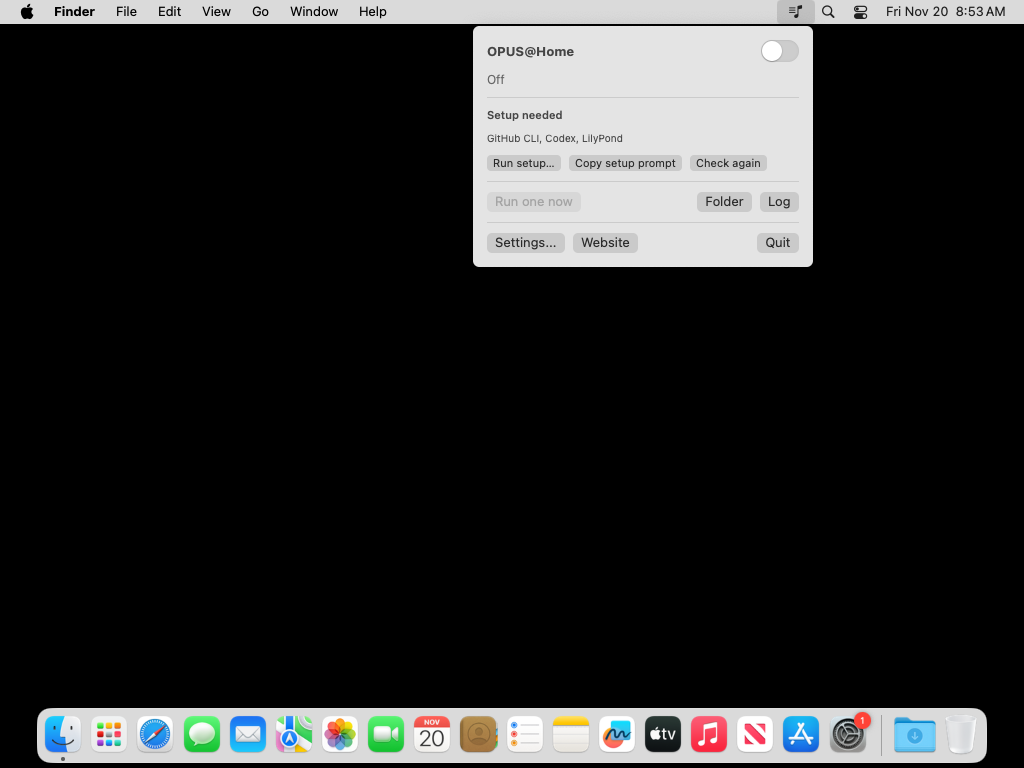 Finder File Edit View Go Window Help Fri Nov 20 8:53 AM
OPUS@Home
Off
Setup needed
GitHub CLI, Codex, LilyPond
Run setup... Copy setup prompt Check again
Run one now Folder Log
Settings... Website Quit
NOV
20
tv
1